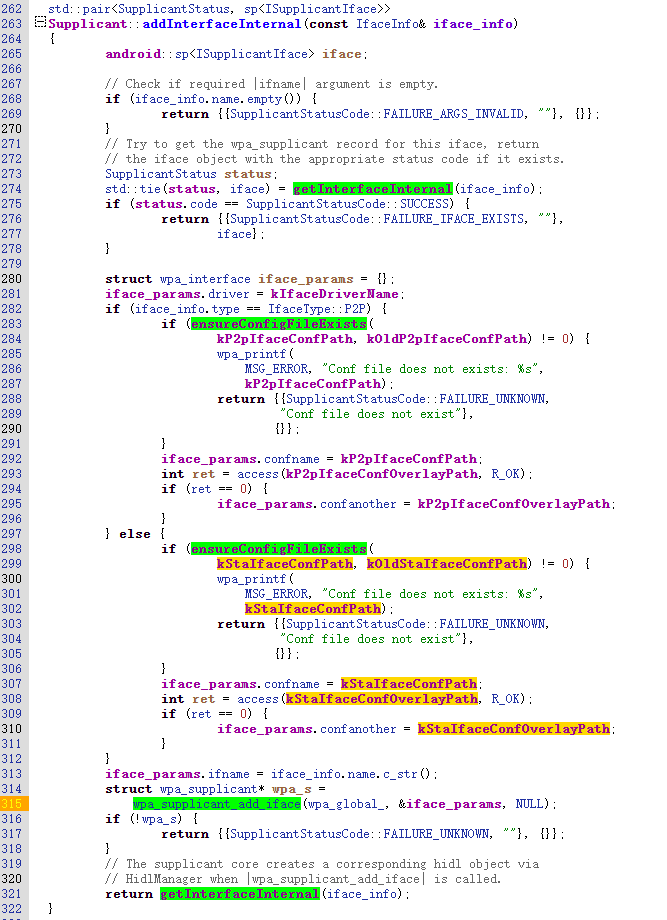 262 std::pair<SupplicantStatus, sp<ISupplicantIface>>
263 Supplicant::addInterfaceInternal(const IfaceInfo& iface_info)
264 {
265 android::sp<ISupplicantIface> iface;
266
267 // Check if required |ifname| argument is empty.
268 if (iface_info.name.empty()) {
269 return {{SupplicantStatusCode::FAILURE_ARGS_INVALID, ""}, {}};
270 }
271 // Try to get the wpa_supplicant record for this iface, return
272 // the iface object with the appropriate status code if it exists.
273 SupplicantStatus status;
274 std::tie(status, iface) = getInterfaceInternal(iface_info);
275 if (status.code == SupplicantStatusCode::SUCCESS) {
276 return {{SupplicantStatusCode::FAILURE_IFACE_EXISTS, ""},
277 iface};
278 }
279
280 struct wpa_interface iface_params = {};
281 iface_params.driver = kIfaceDriverName;
282 if (iface_info.type == IfaceType::P2P) {
283 if (ensureConfigFileExists(
284 kP2pIfaceConfPath, kOldP2pIfaceConfPath) != 0) {
285 wpa_printf(
286 MSG_ERROR, "Conf file does not exists: %s",
287 kP2pIfaceConfPath);
288 return {{SupplicantStatusCode::FAILURE_UNKNOWN,
289 "Conf file does not exist"},
290 {}};
291 }
292 iface_params.confname = kP2pIfaceConfPath;
293 int ret = access(kP2pIfaceConfOverlayPath, R_OK);
294 if (ret == 0) {
295 iface_params.confanother = kP2pIfaceConfOverlayPath;
296 }
297 } else {
298 if (ensureConfigFileExists(
299 kStaIfaceConfPath, kOldStaIfaceConfPath) != 0) {
300 wpa_printf(
301 MSG_ERROR, "Conf file does not exists: %s",
302 kStaIfaceConfPath);
303 return {{SupplicantStatusCode::FAILURE_UNKNOWN,
304 "Conf file does not exist"},
305 {}};
306 }
307 iface_params.confname = kStaIfaceConfPath;
308 int ret = access(kStaIfaceConfOverlayPath, R_OK);
309 if (ret == 0) {
310 iface_params.confanother = kStaIfaceConfOverlayPath;
311 }
312 }
313 iface_params.ifname = iface_info.name.c_str();
314 struct wpa_supplicant* wpa_s =
315 wpa_supplicant_add_iface(wpa_global_, &iface_params, NULL);
316 if (!wpa_s) {
317 return {{SupplicantStatusCode::FAILURE_UNKNOWN, ""}, {}};
318 }
319 // The supplicant core creates a corresponding hidl object via
320 // HidlManager when |wpa_supplicant_add_iface| is called.
321 return getInterfaceInternal(iface_info);
322 }